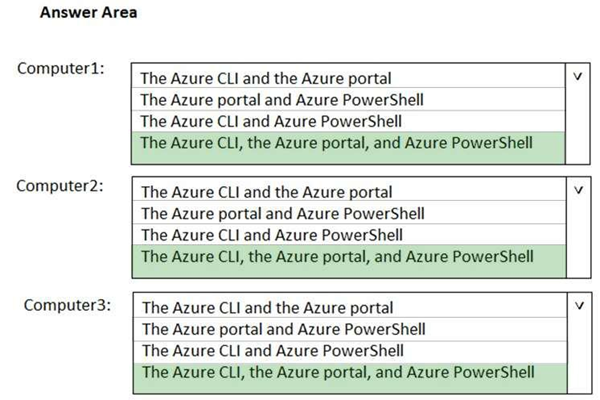 Answer Area
Computer1:
The Azure CLI and the Azure portal
The Azure portal and Azure PowerShell
The Azure CLI and Azure PowerShell
The Azure CLI, the Azure portal, and Azure PowerShell
Computer2:
The Azure CLI and the Azure portal
The Azure portal and Azure PowerShell
The Azure CLI and Azure PowerShell
The Azure CLI, the Azure portal, and Azure PowerShell
Computer3:
The Azure CLI and the Azure portal
The Azure portal and Azure PowerShell
The Azure CLI and Azure PowerShell
The Azure CLI, the Azure portal, and Azure PowerShell